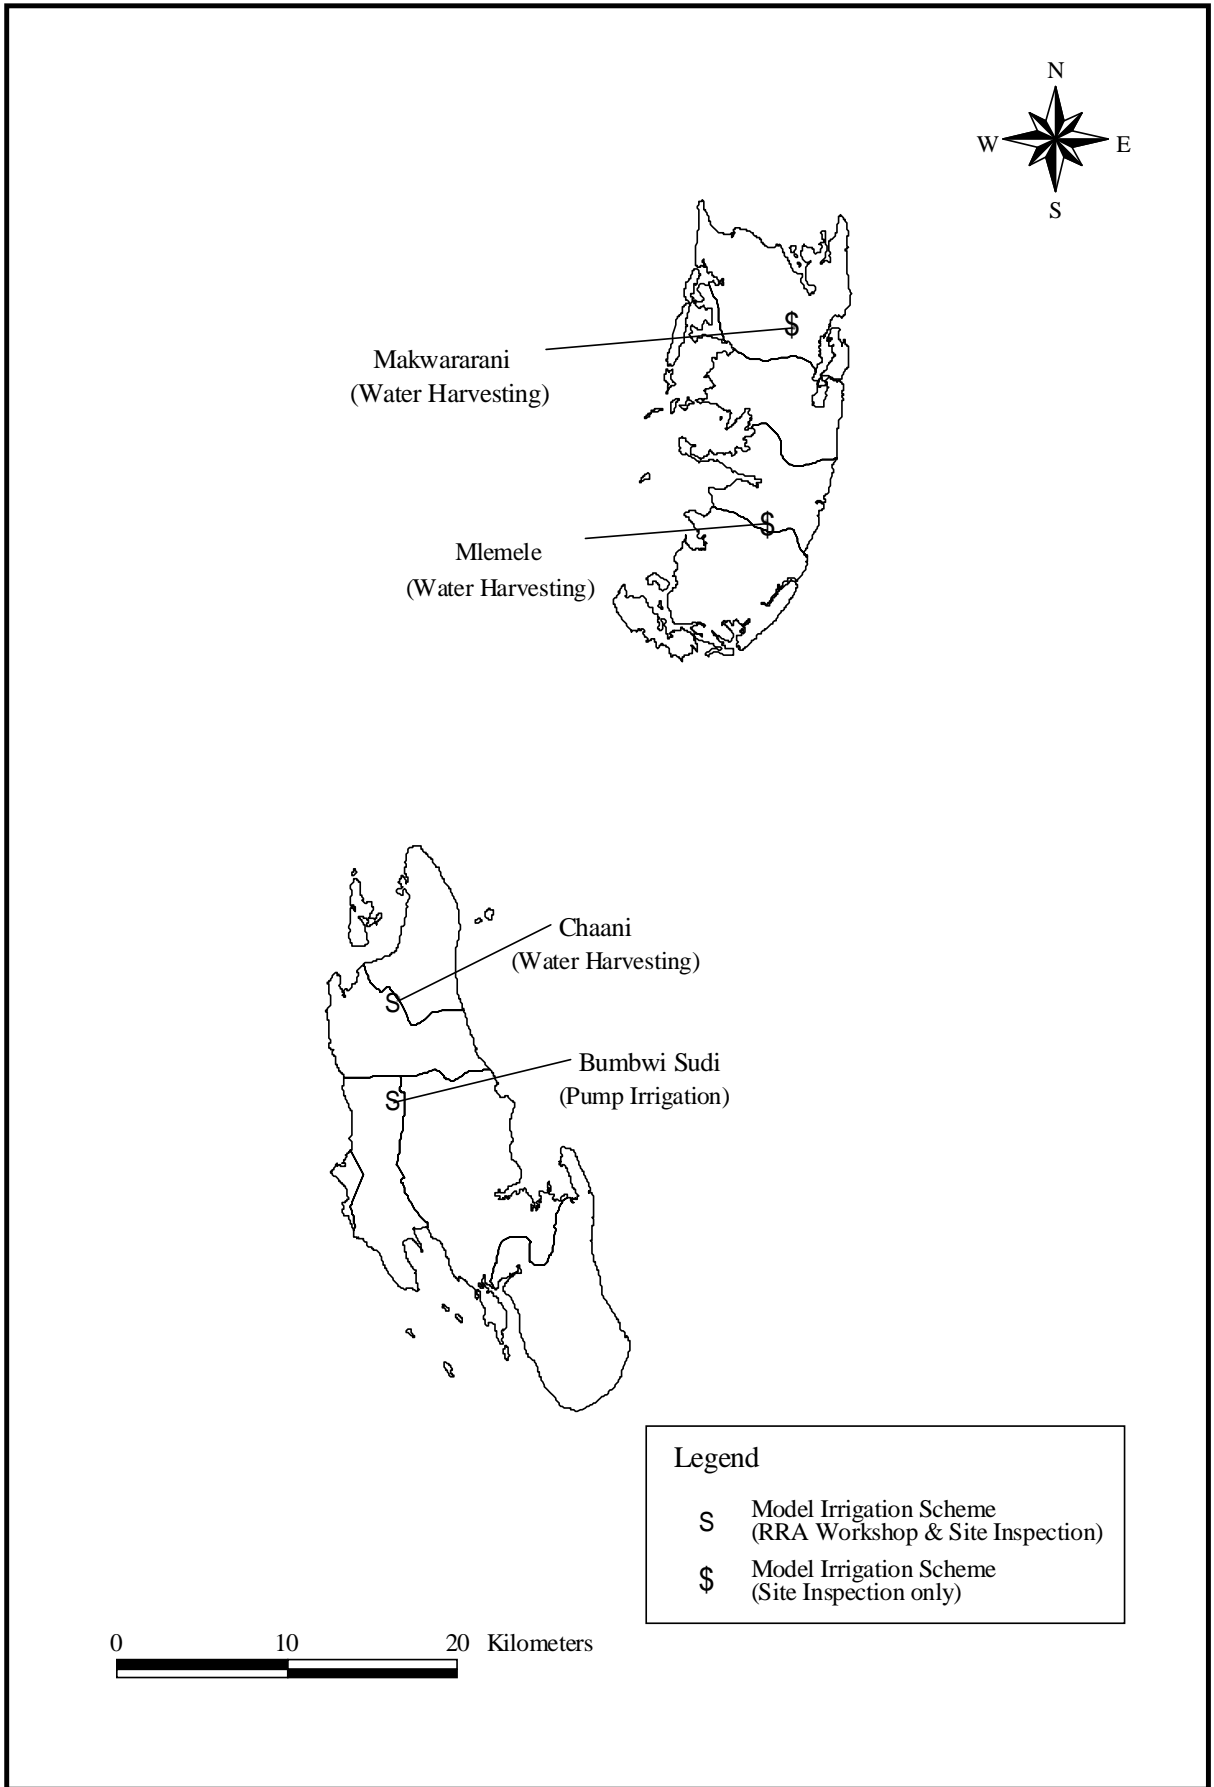 N
W
E
S
$
Makwararani
(Water Harvesting)
$
Mlemele
(Water Harvesting)
Chaani
(Water Harvesting)
S
Bumbwi Sudi
(Pump Irrigation)
S
Legend
S Model Irrigation Scheme
(RRA Workshop & Site Inspection)
$ Model Irrigation Scheme
(Site Inspection only)
0 10 20 Kilometers